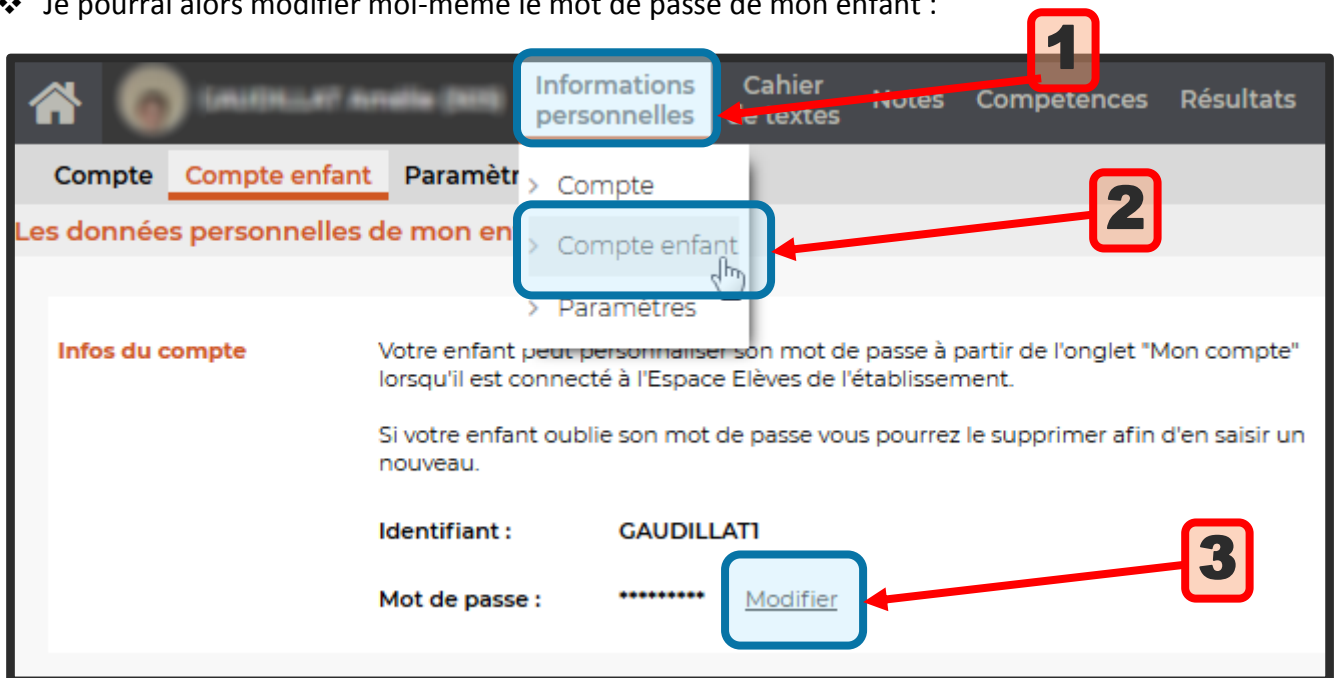 ❖ Je pourrai alors modifier moi-même le mot de passe de mon enfant :
1
Informations personnelles
Cahier de textes
Notes
Compétences
Résultats
Compte
Compte enfant
Paramètr
> Compte
2
Les données personnelles de mon en
> Compte enfant
> Paramètres
Infos du compte
Votre enfant peut personnaliser son mot de passe à partir de l'onglet "Mon compte"
lorsqu'il est connecté à l'Espace Elèves de l'établissement.
Si votre enfant oublie son mot de passe vous pourrez le supprimer afin d'en saisir un
nouveau.
Identifiant : GAUDILLAT1
3
Mot de passe : ********* Modifier